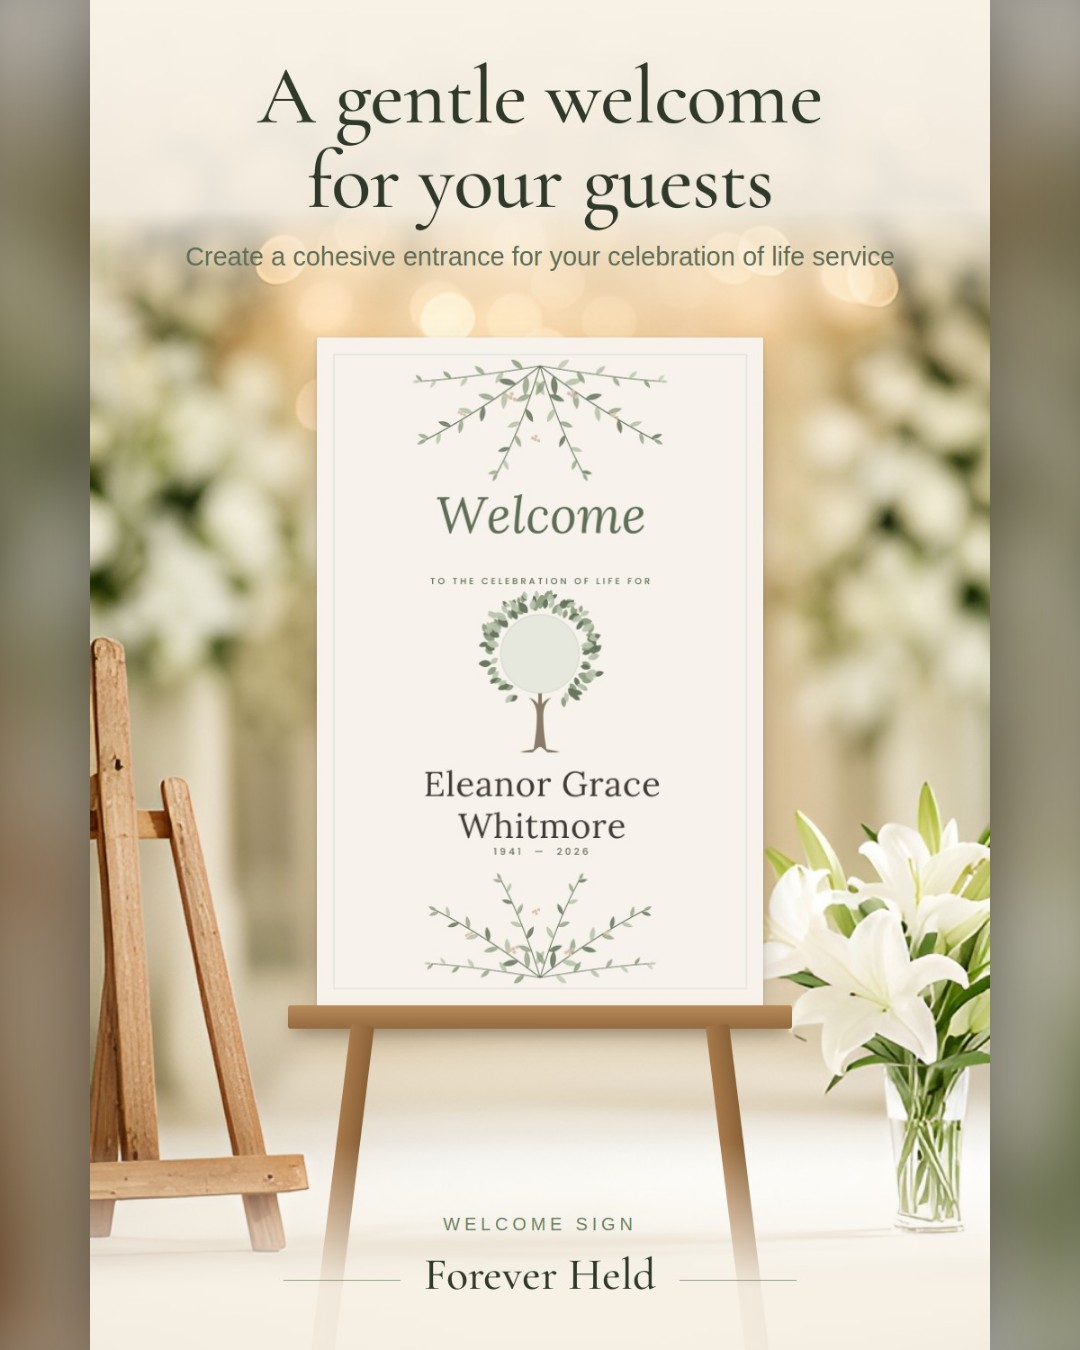 A gentle welcome
for your guests
Create a cohesive entrance for your celebration of life service
Welcome
TO THE CELEBRATION OF LIFE FOR
Eleanor Grace
Whitmore
1941 — 2026
WELCOME SIGN
Forever Held